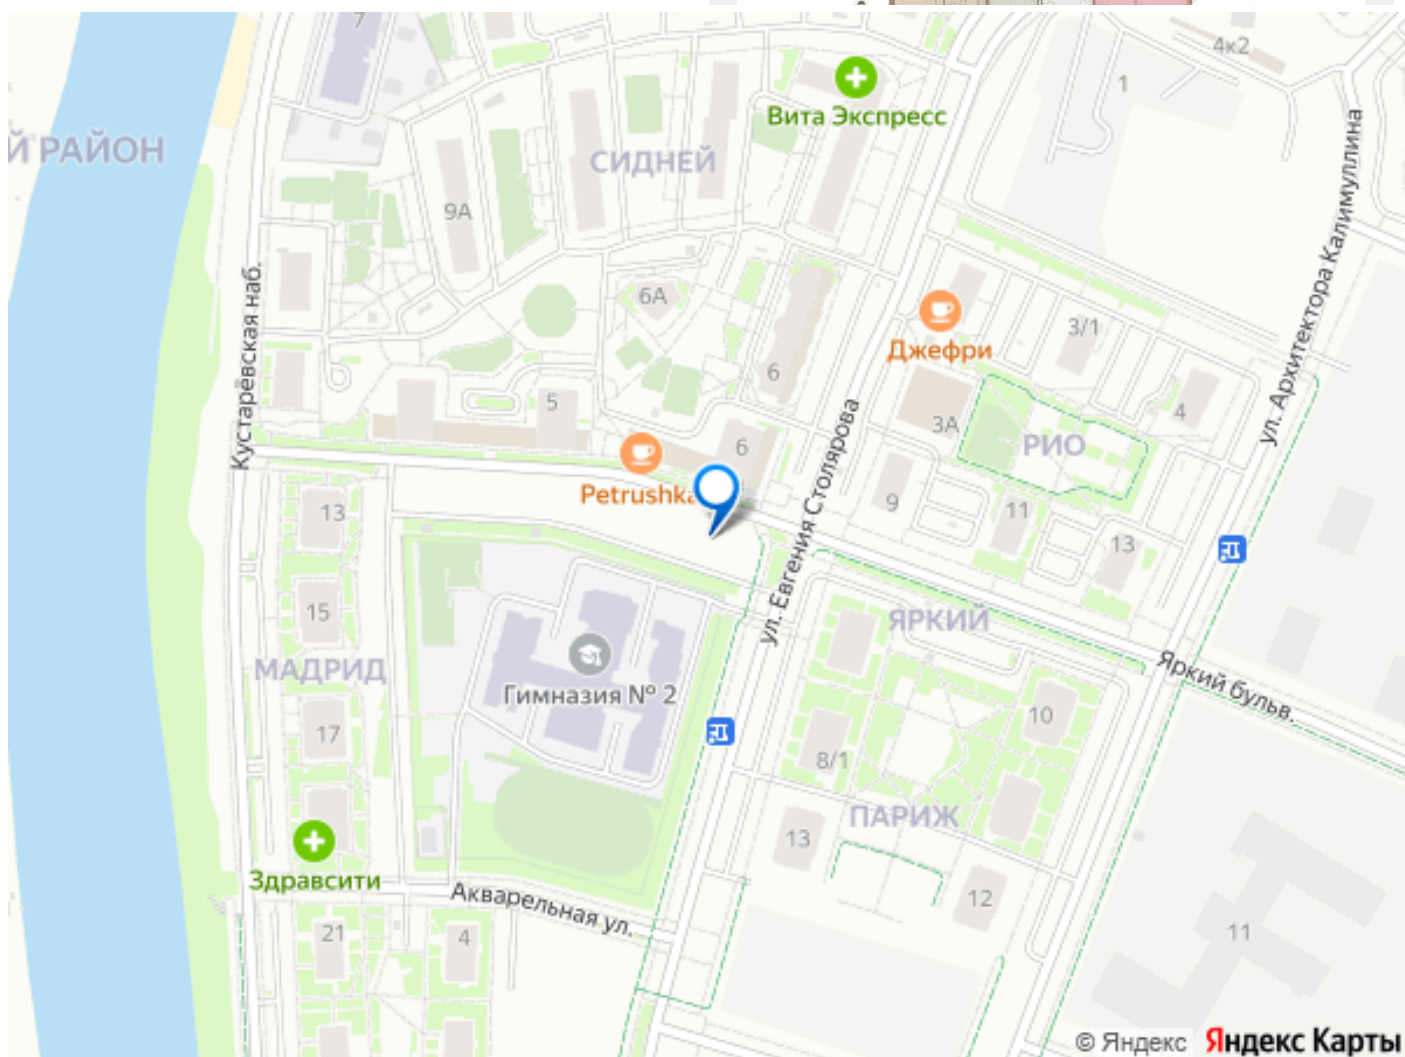 7
4к2
1
Вита Экспресс
Й РАЙОН
СИДНЕЙ
9А
6А
Кустарёвская наб.
ул. Архитектора Калимуллина
Джефри
3/1
6
5
4
3А
РИО
6
Petrushka
ул. Евгения Столярова
9
11
13
13
15
ЯРКИЙ
МАДРИД
Гимназия № 2
Яркий бульв.
17
10
8/1
ПАРИЖ
13
Здравсити
Акварельная ул.
12
21
4
11
© Яндекс Яндекс Карты